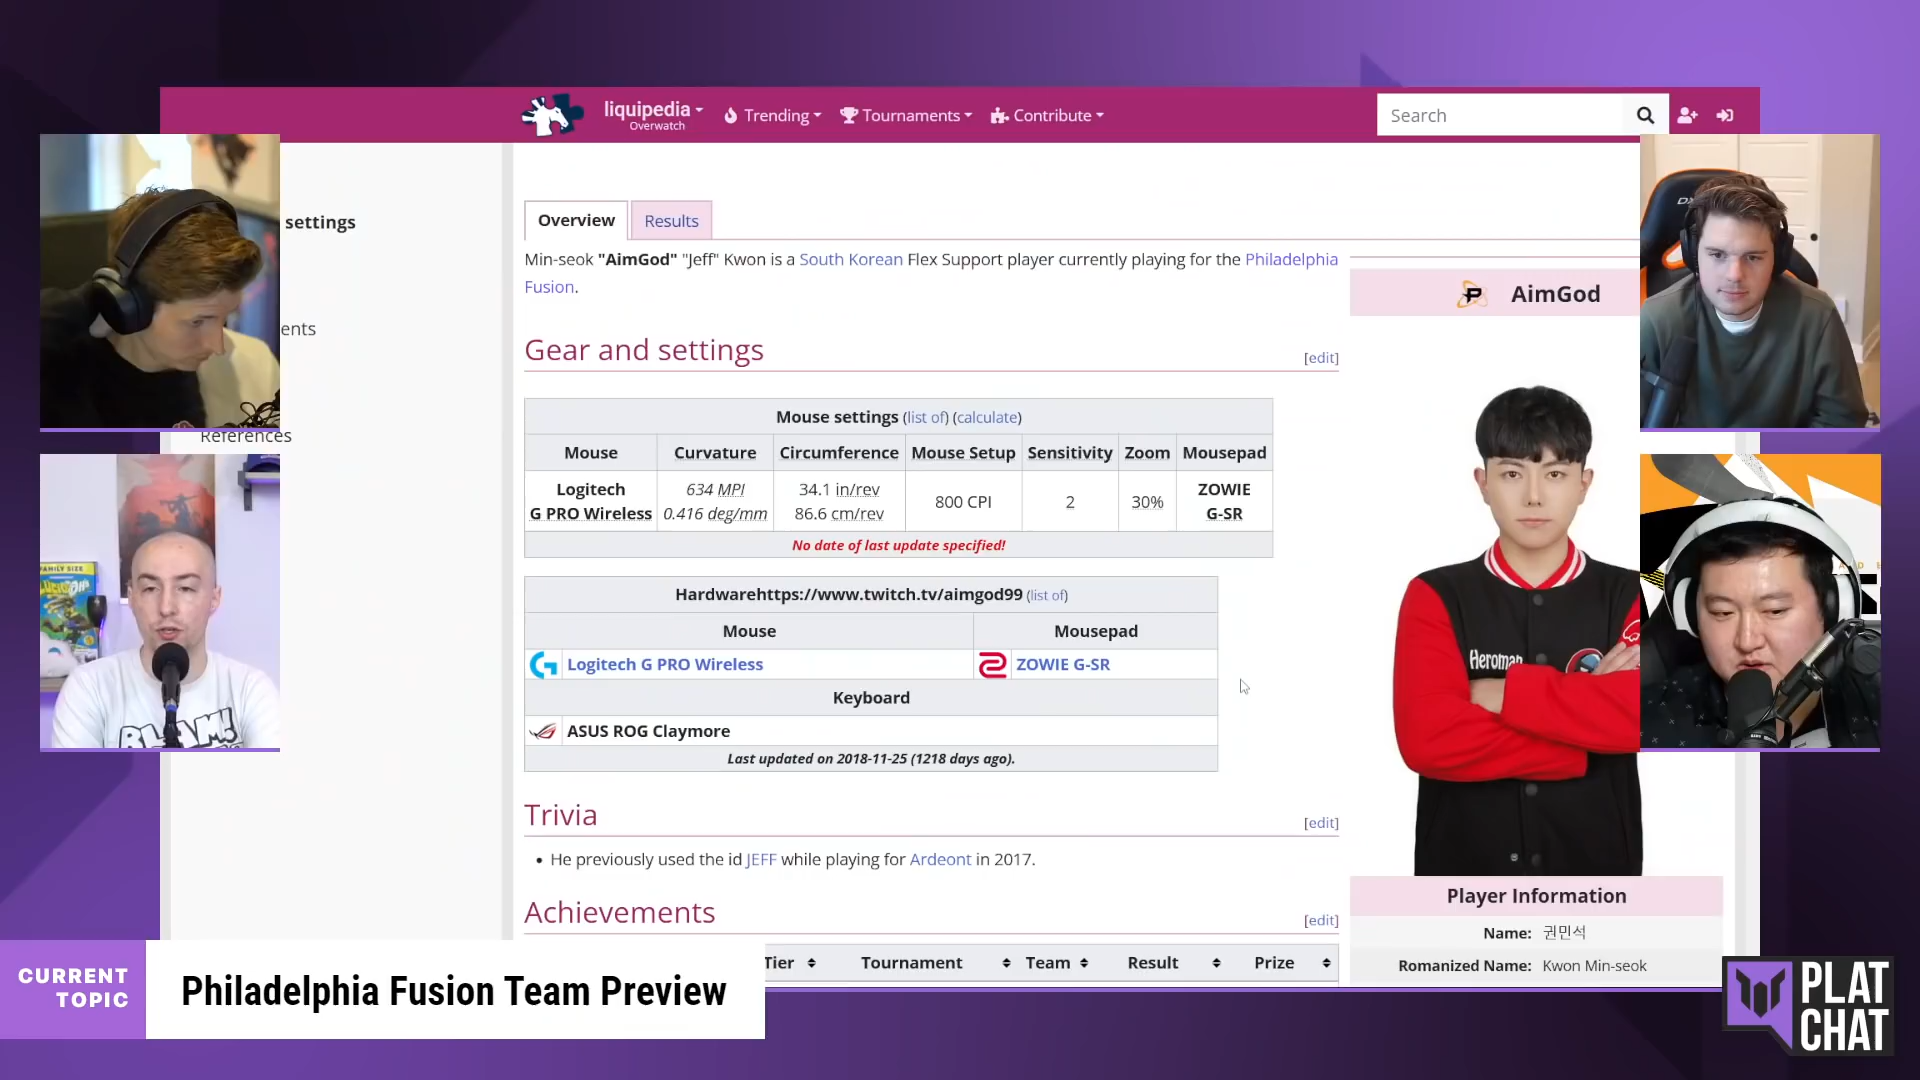 liquipedia
Overwatch
Trending
Tournaments
Contribute
Search
settings
ents
References
Overview
Results
Min-seok "AimGod" "Jeff" Kwon is a South Korean Flex Support player currently playing for the Philadelphia
Fusion.
AimGod
Gear and settings
[edit]
Mouse settings (list of) (calculate)
Mouse Curvature Circumference Mouse Setup Sensitivity Zoom Mousepad
Logitech
G PRO Wireless
634 MPI
0.416 deg/mm
34.1 in/rev
86.6 cm/rev
800 CPI
2
30%
ZOWIE
G-SR
No date of last update specified!
Hardwarehttps://www.twitch.tv/aimgod99 (list of)
Mouse Mousepad
Logitech G PRO Wireless ZOWIE G-SR
Keyboard
ASUS ROG Claymore
Last updated on 2018-11-25 (1218 days ago).
Trivia
[edit]
He previously used the id JEFF while playing for Ardeont in 2017.
Achievements
[edit]
Tier Tournament Team Result Prize
Heroman
Player Information
Name: 권민석
Romanized Name: Kwon Min-seok
FAMILY SIZE
BLAM!
CURRENT
TOPIC
Philadelphia Fusion Team Preview
PLAT
CHAT